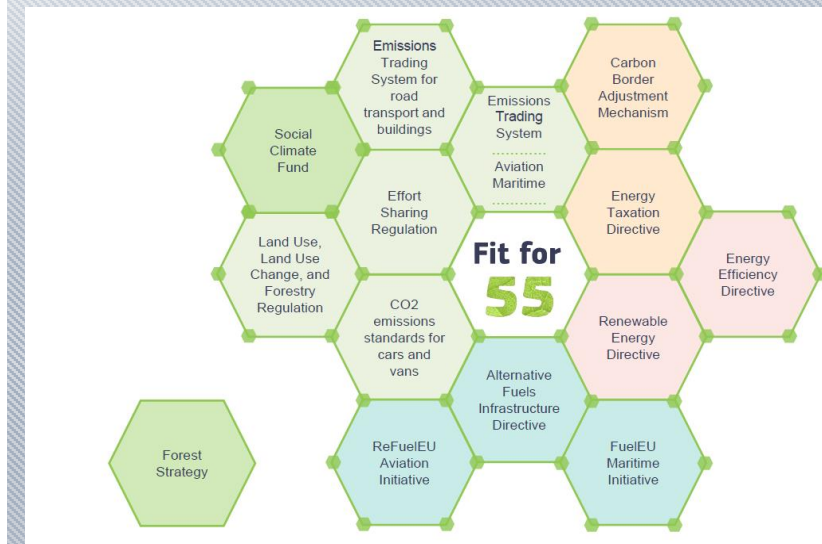 Emissions
Trading
System for
road
transport and
buildings
Carbon
Border
Adjustment
Mechanism
Emissions
Trading
System
Aviation
Maritime
Social
Climate
Fund
Effort
Sharing
Regulation
Energy
Taxation
Directive
Land Use,
Land Use
Change, and
Forestry
Regulation
Fit for
55
Energy
Efficiency
Directive
CO2
emissions
standards for
cars and
vans
Renewable
Energy
Directive
Alternative
Fuels
Infrastructure
Directive
Forest
Strategy
ReFuelEU
Aviation
Initiative
FuelEU
Maritime
Initiative